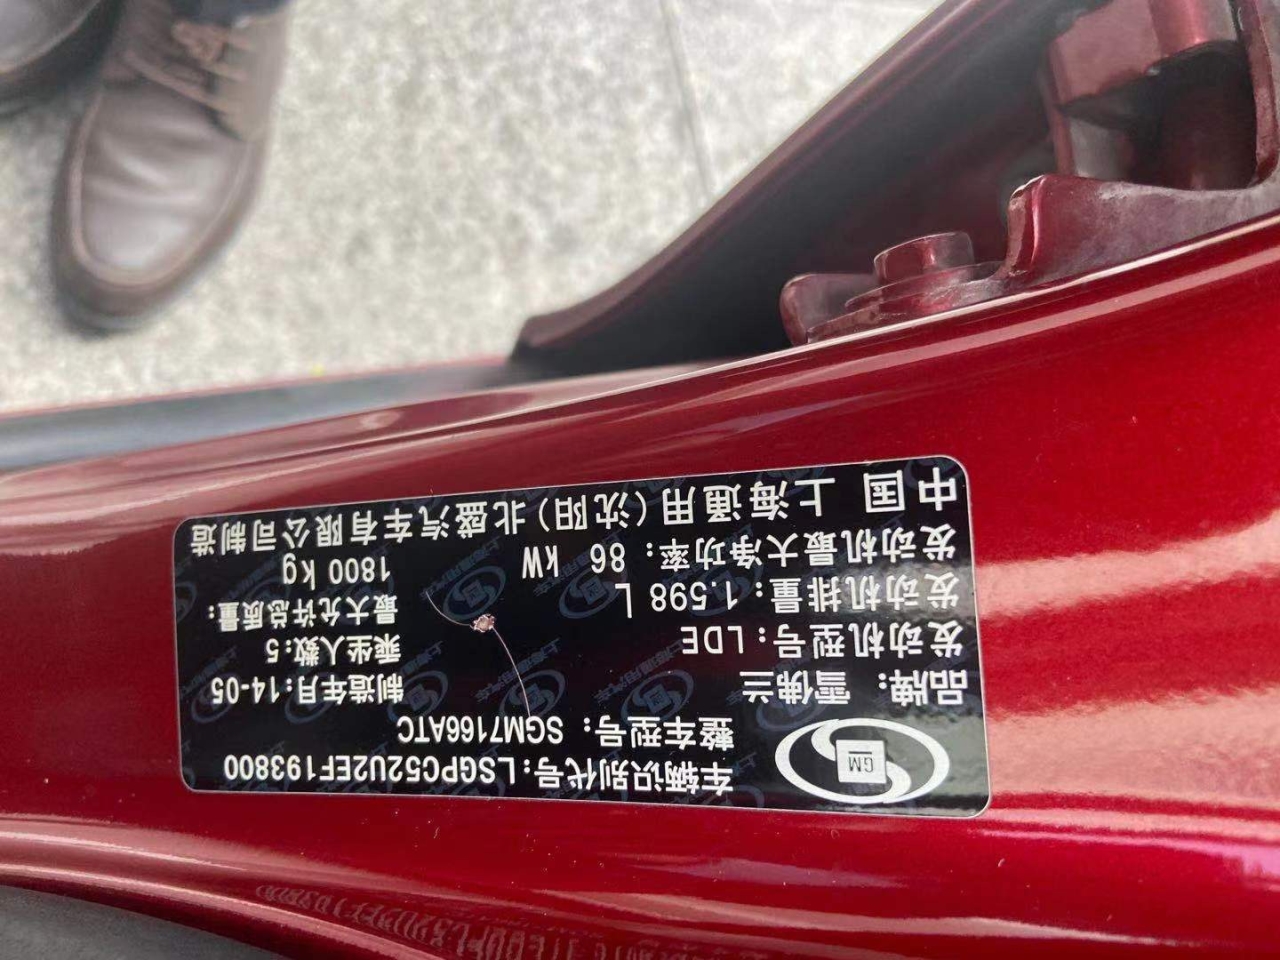 GM
车辆识别代号:LSGPC52U2EF193800
整车型号: SGM7166ATC
品牌: 雪佛兰
制造年月:14-05
发动机型号:LDE
乘坐人数:5
发动机排量:1.598 L
最大允许总质量:
1800 kg
发动机最大净功率: 86 kW
中国 上海通用(沈阳)北盛汽车有限公司制造